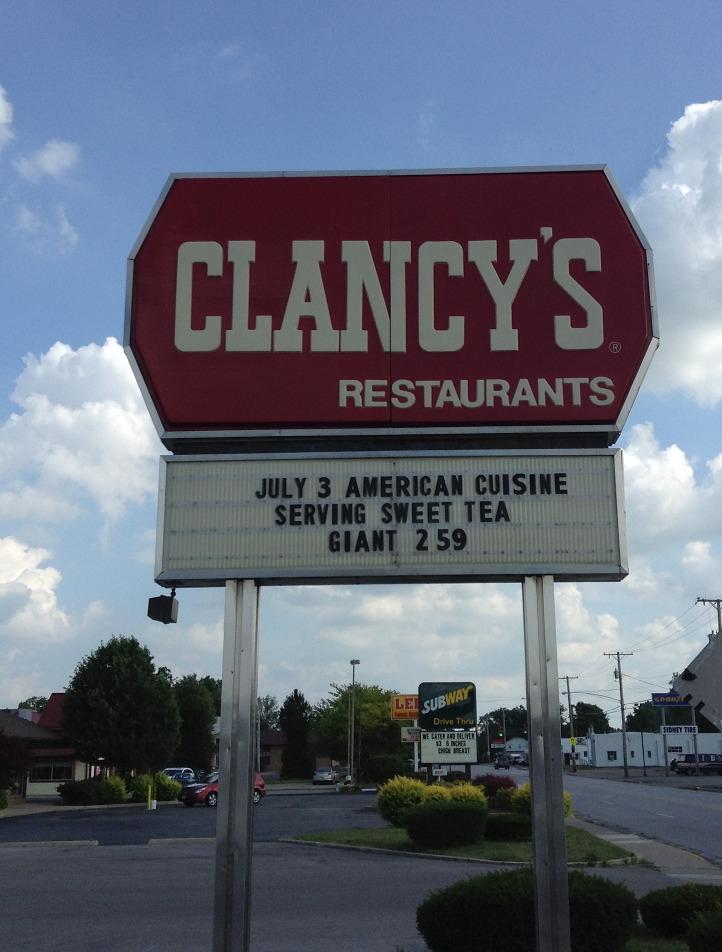 CLANCY'S
®
RESTAURANTS
JULY 3 AMERICAN CUISINE
SERVING SWEET TEA
GIANT 2 59
SUBWAY
Drive Thru
WE CATER AND DELIVER
$3 6 INCHES
CHICK BREAST
SIDNEY TIRE